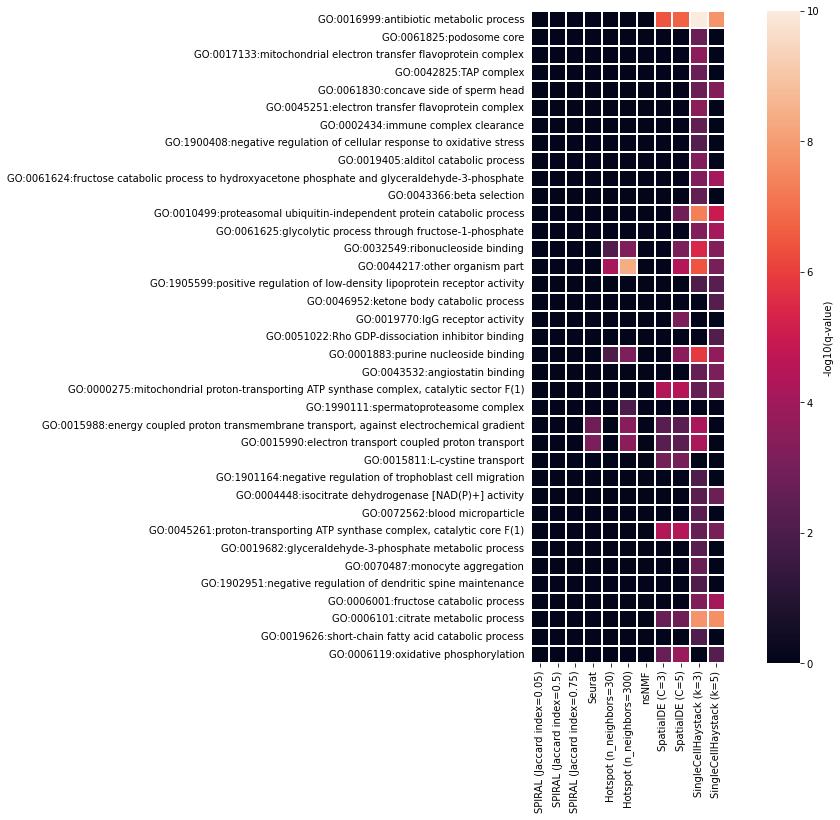 GO:0016999:antibiotic metabolic process
GO:0061825:podosome core
GO:0017133:mitochondrial electron transfer flavoprotein complex
GO:0042825:TAP complex
GO:0061830:concave side of sperm head
GO:0045251:electron transfer flavoprotein complex
GO:0002434:immune complex clearance
GO:1900408:negative regulation of cellular response to oxidative stress
GO:0019405:alditol catabolic process
GO:0061624:fructose catabolic process to hydroxyacetone phosphate and glyceraldehyde-3-phosphate
GO:0043366:beta selection
GO:0010499:proteasomal ubiquitin-independent protein catabolic process
GO:0061625:glycolytic process through fructose-1-phosphate
GO:0032549:ribonucleoside binding
GO:0044217:other organism part
GO:1905599:positive regulation of low-density lipoprotein receptor activity
GO:0046952:ketone body catabolic process
GO:0019770:IgG receptor activity
GO:0051022:Rho GDP-dissociation inhibitor binding
GO:0001883:purine nucleoside binding
GO:0043532:angiostatin binding
GO:0000275:mitochondrial proton-transporting ATP synthase complex, catalytic sector F(1)
GO:1990111:spermatoproteasome complex
GO:0015988:energy coupled proton transmembrane transport, against electrochemical gradient
GO:0015990:electron transport coupled proton transport
GO:0015811:L-cystine transport
GO:1901164:negative regulation of trophoblast cell migration
GO:0004448:isocitrate dehydrogenase [NAD(P)+] activity
GO:0072562:blood microparticle
GO:0045261:proton-transporting ATP synthase complex, catalytic core F(1)
GO:0019682:glyceraldehyde-3-phosphate metabolic process
GO:0070487:monocyte aggregation
GO:1902951:negative regulation of dendritic spine maintenance
GO:0006001:fructose catabolic process
GO:0006101:citrate metabolic process
GO:0019626:short-chain fatty acid catabolic process
GO:0006119:oxidative phosphorylation
SPIRAL (Jaccard index=0.05)
SPIRAL (Jaccard index=0.5)
SPIRAL (Jaccard index=0.75)
Seurat
Hotspot (n_neighbors=30)
Hotspot (n_neighbors=300)
nsNMF
SpatialDE (C=3)
SpatialDE (C=5)
SingleCellHaystack (k=3)
SingleCellHaystack (k=5)
10
8
6
4
2
0
-log10(q-value)